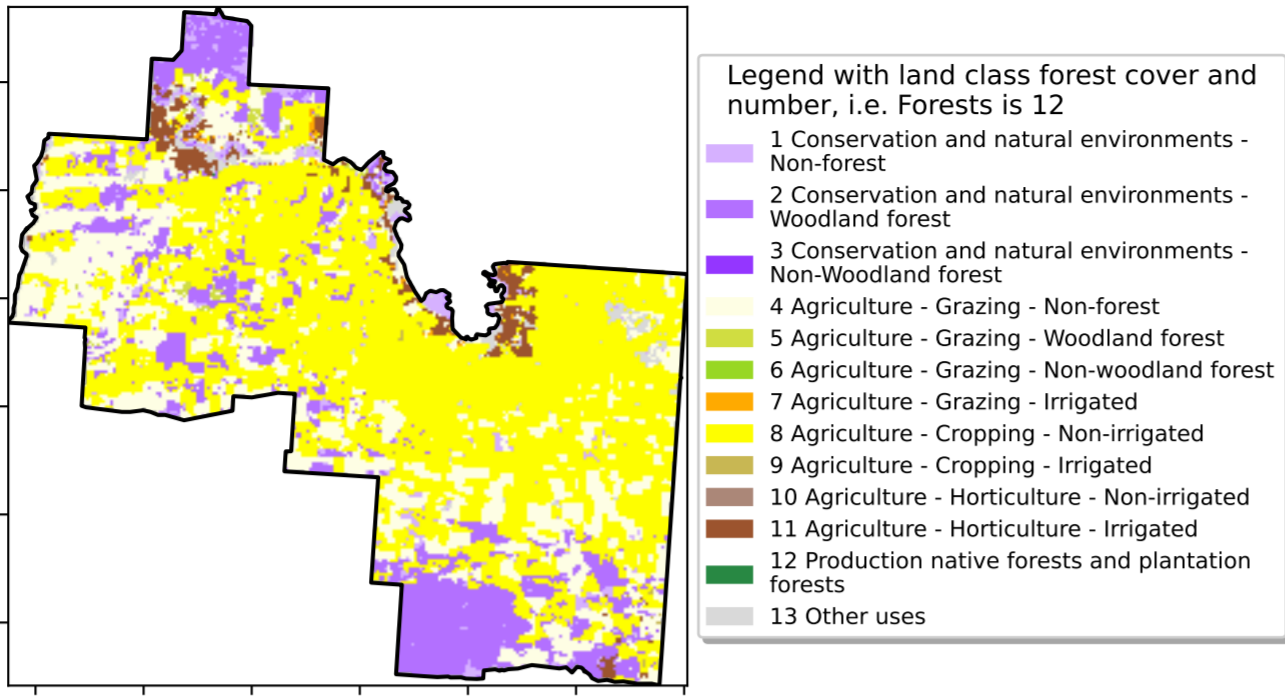 Legend with land class forest cover and
number, i.e. Forests is 12
1 Conservation and natural environments -
Non-forest
2 Conservation and natural environments -
Woodland forest
3 Conservation and natural environments -
Non-Woodland forest
4 Agriculture - Grazing - Non-forest
5 Agriculture - Grazing - Woodland forest
6 Agriculture - Grazing - Non-woodland forest
7 Agriculture - Grazing - Irrigated
8 Agriculture - Cropping - Non-irrigated
9 Agriculture - Cropping - Irrigated
10 Agriculture - Horticulture - Non-irrigated
11 Agriculture - Horticulture - Irrigated
12 Production native forests and plantation
forests
13 Other uses